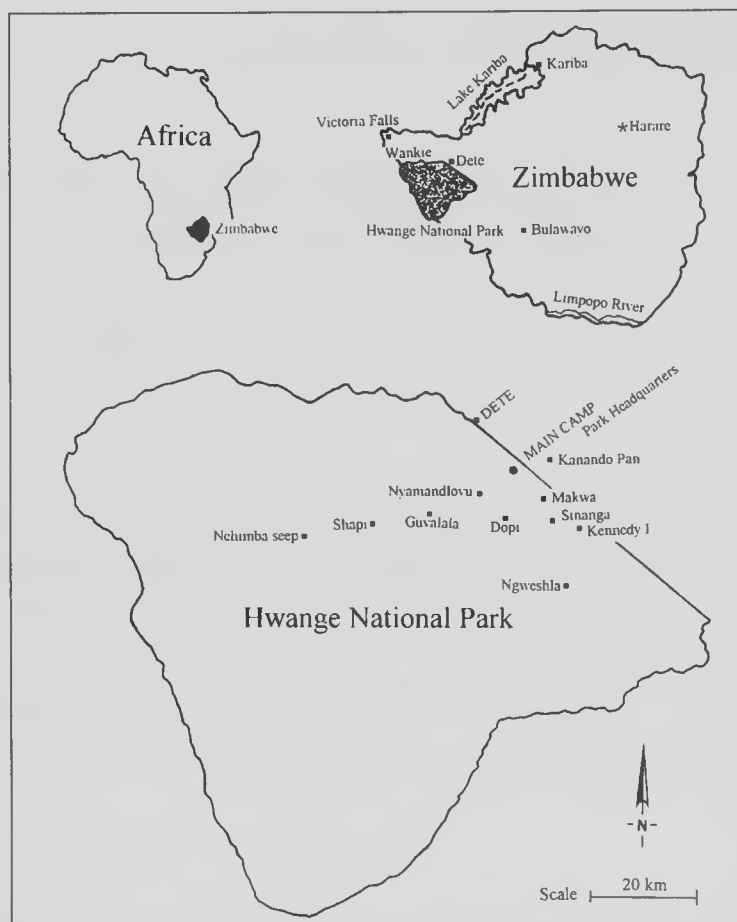 Africa
Zimbabwe
Lake Kariba
Kariba
Victoria Falls
Harare
Wankie
Dete
Zimbabwe
Hwange National Park
Bulawayo
Limpopo River
DETE
MAIN CAMP
Park Headquarters
Kanando Pan
Nyamandlovu
Makwa
Shapi
Guvalala
Dopi
Sinanga
Nehimba seep
Kennedy I
Ngweshla
Hwange National Park
-N-
Scale
20 km